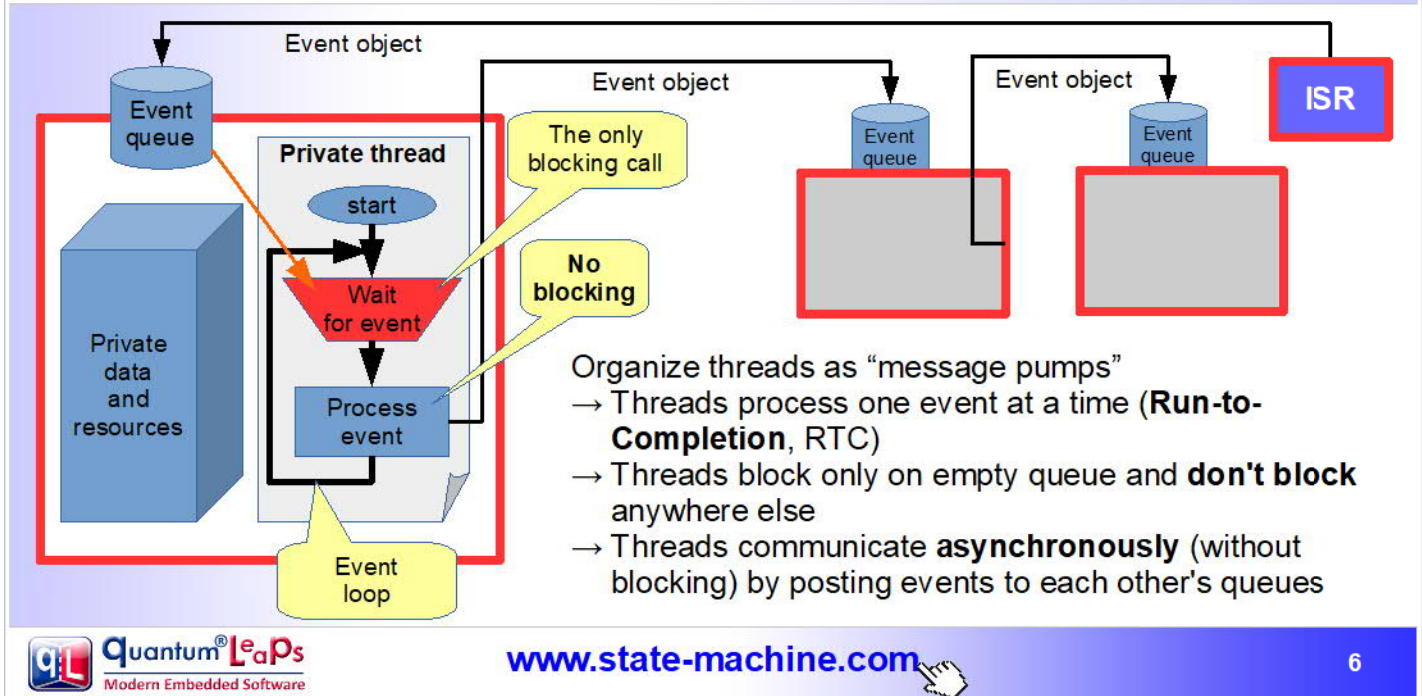 Event object
Event object
Event object
ISR
Event
queue
Event
queue
Event
queue
Private thread
The only
blocking call
start
No
blocking
Wait
for event
Private
data
and
resources
Process
event
Event
loop
Organize threads as “message pumps”
→ Threads process one event at a time (Run-to-
Completion, RTC)
→ Threads block only on empty queue and don't block
anywhere else
→ Threads communicate asynchronously (without
blocking) by posting events to each other's queues
qL
quantum® LeaPs
Modern Embedded Software
www.state-machine.com
6